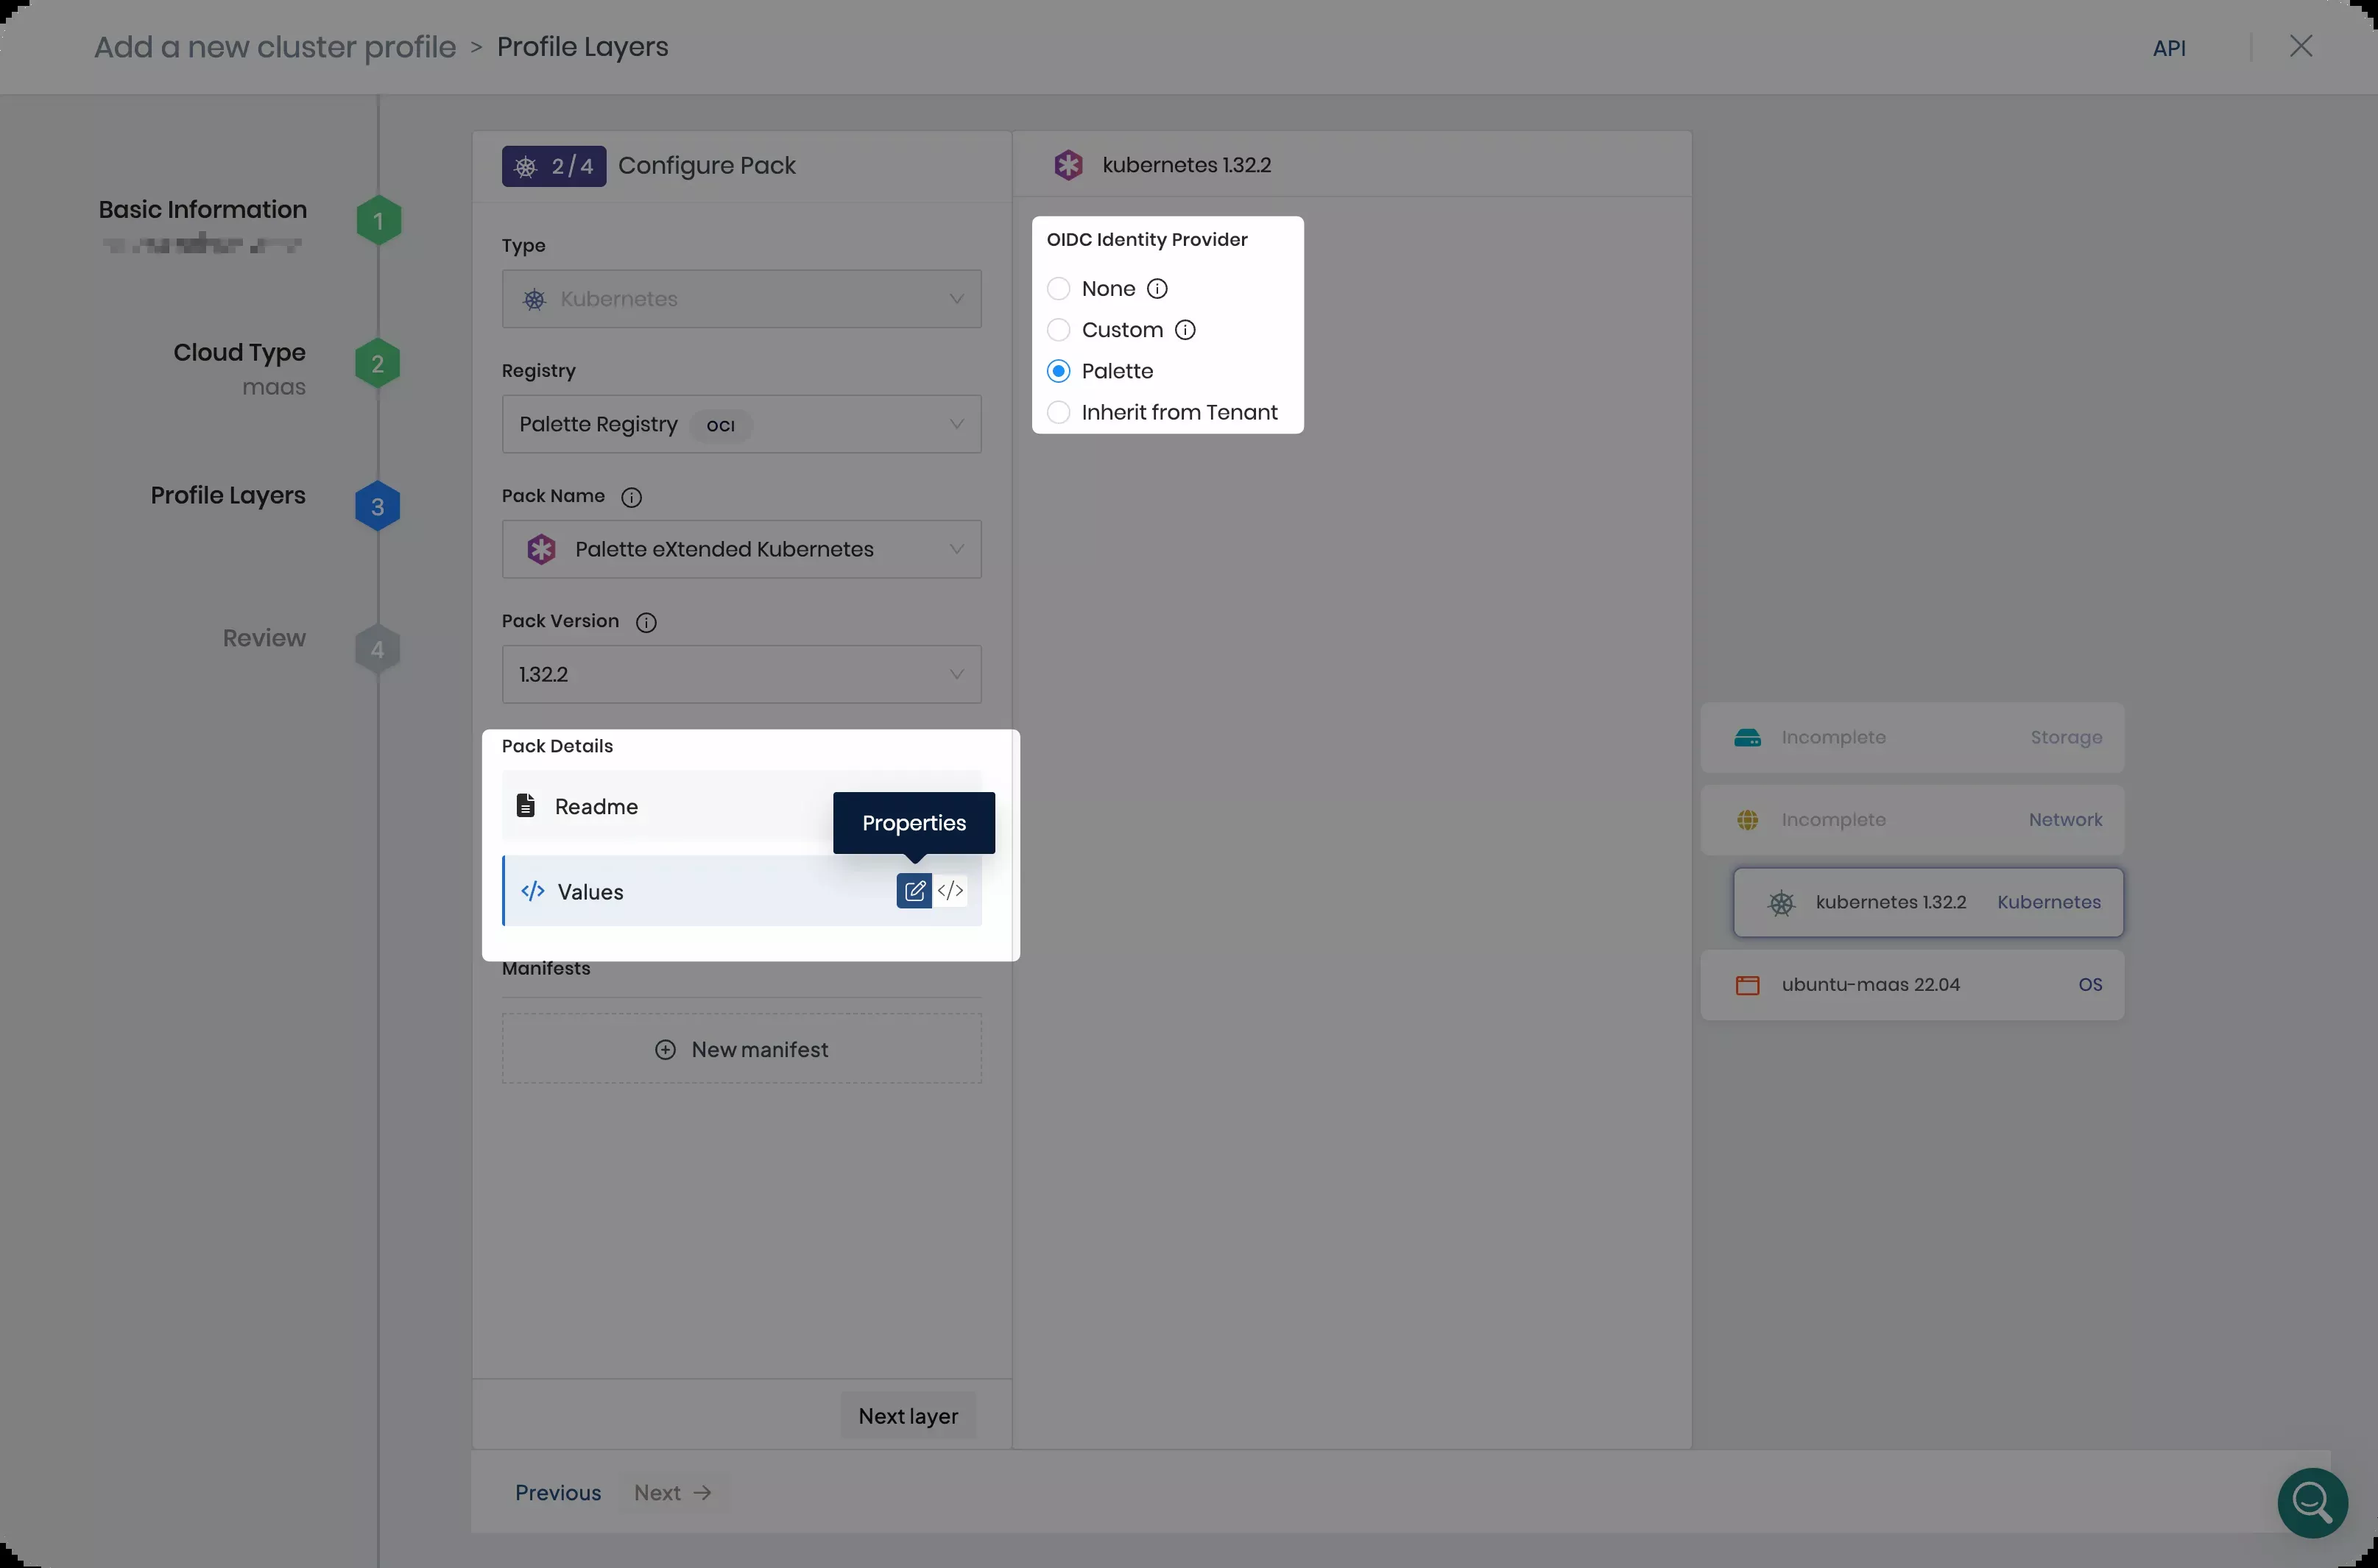 Add a new cluster profile > Profile Layers
API
Basic Information
1
Cloud Type
maas
2
Profile Layers
3
Review
4
2/4 Configure Pack
Type
Kubernetes
Registry
Palette Registry OCI
Pack Name
Palette eXtended Kubernetes
Pack Version
1.32.2
Pack Details
Readme
Properties
</> Values </>
Manifests
New manifest
Next layer
kubernetes 1.32.2
OIDC Identity Provider
None
Custom
Palette
Inherit from Tenant
Incomplete Storage
Incomplete Network
kubernetes 1.32.2 Kubernetes
ubuntu-maas 22.04 OS
Previous Next →